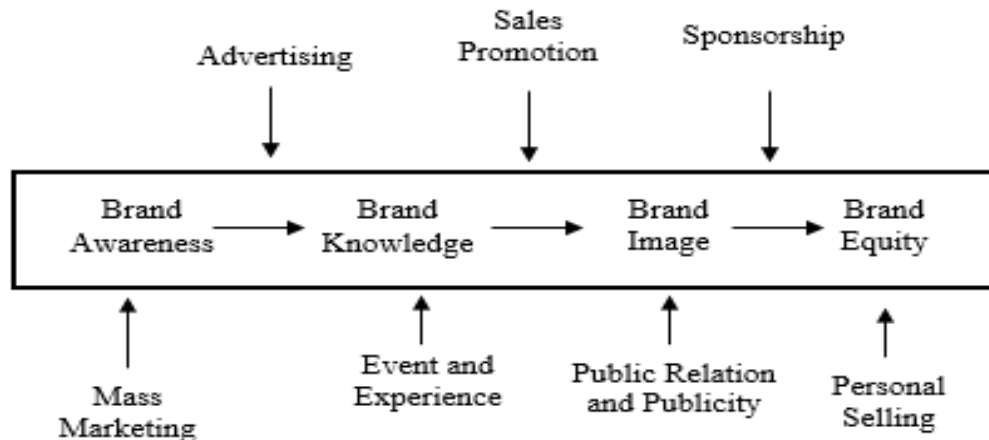 Advertising
Sales
Promotion
Sponsorship
Brand
Awareness
Brand
Knowledge
Brand
Image
Brand
Equity
Mass
Marketing
Event and
Experience
Public Relation
and Publicity
Personal
Selling